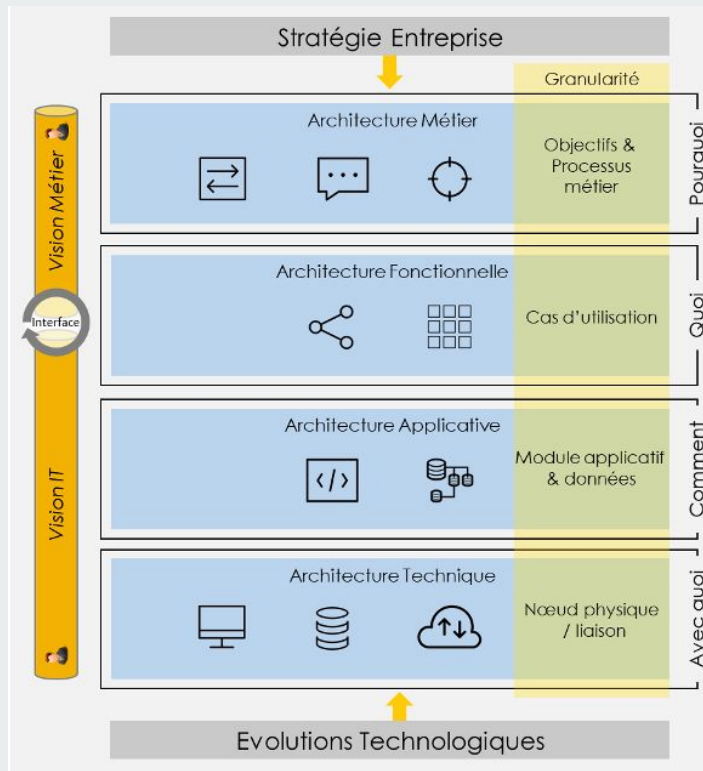 Stratégie Entreprise
Granularité
Architecture Métier
Objectifs &
Processus
métier
Pourquoi
Vision Métier
Architecture Fonctionnelle
Cas d'utilisation
Quoi
Interface
Architecture Applicative
</>
Module applicatif
& données
Comment
Vision IT
Architecture Technique
Nœud physique
/ liaison
Avec quoi
Evolutions Technologiques